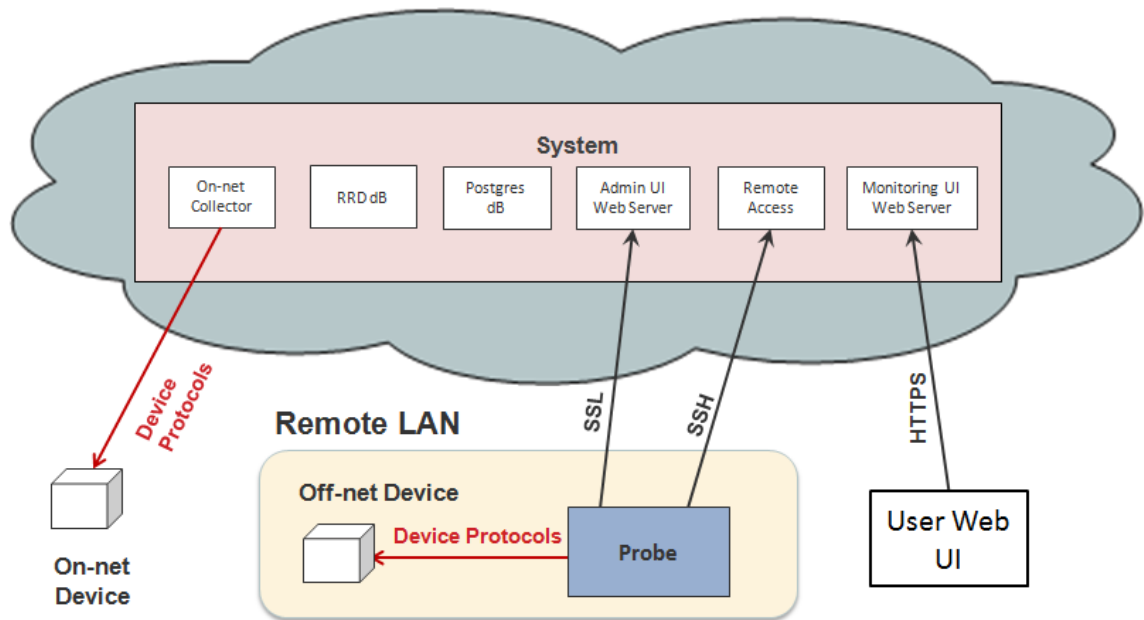 System
On-net
Collector
RRD dB
Postgres
dB
Admin UI
Web Server
Remote
Access
Monitoring UI
Web Server
Device
Protocols
SSL
SSH
HTTPS
Remote LAN
Off-net Device
Device Protocols
Probe
User Web
UI
On-net
Device